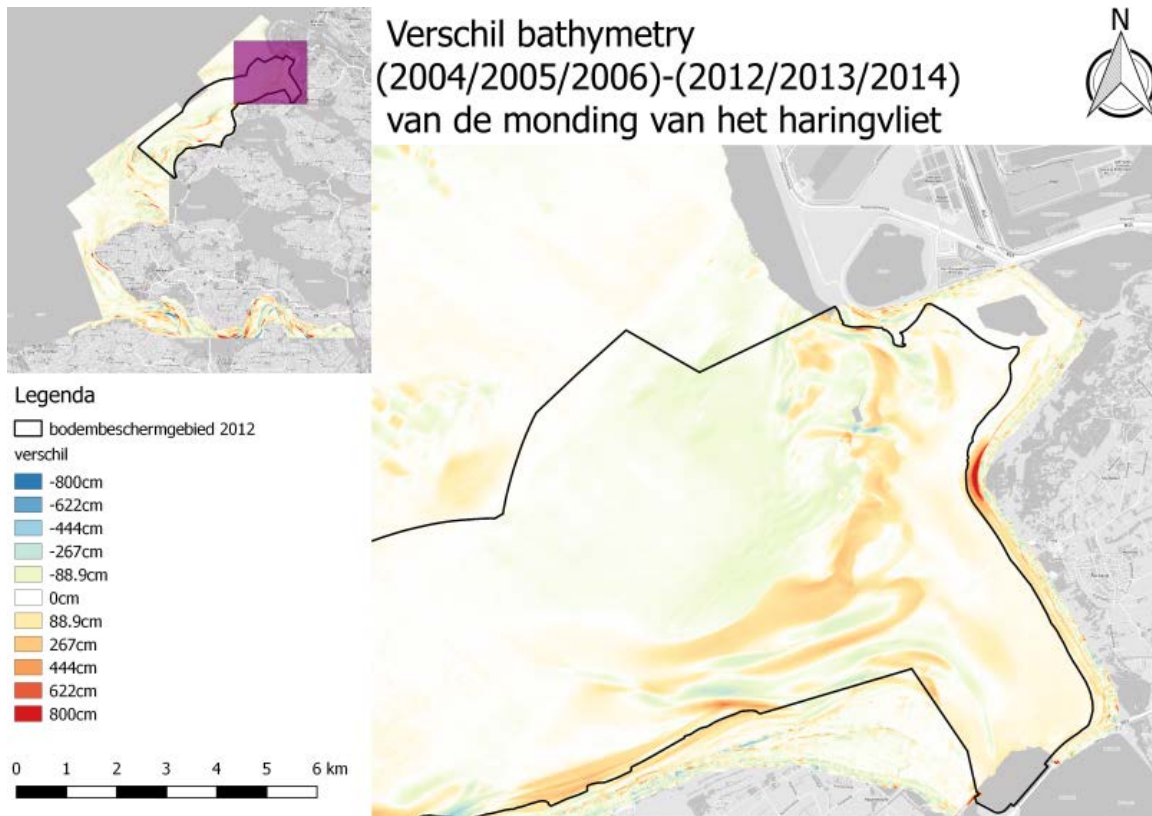 Verschil bathymetry
(2004/2005/2006)-(2012/2013/2014)
van de monding van het haringvliet
N
Legenda
bodembeschermgebied 2012
verschil
-800cm
-622cm
-444cm
-267cm
-88.9cm
0cm
88.9cm
267cm
444cm
622cm
800cm
0 1 2 3 4 5 6 km